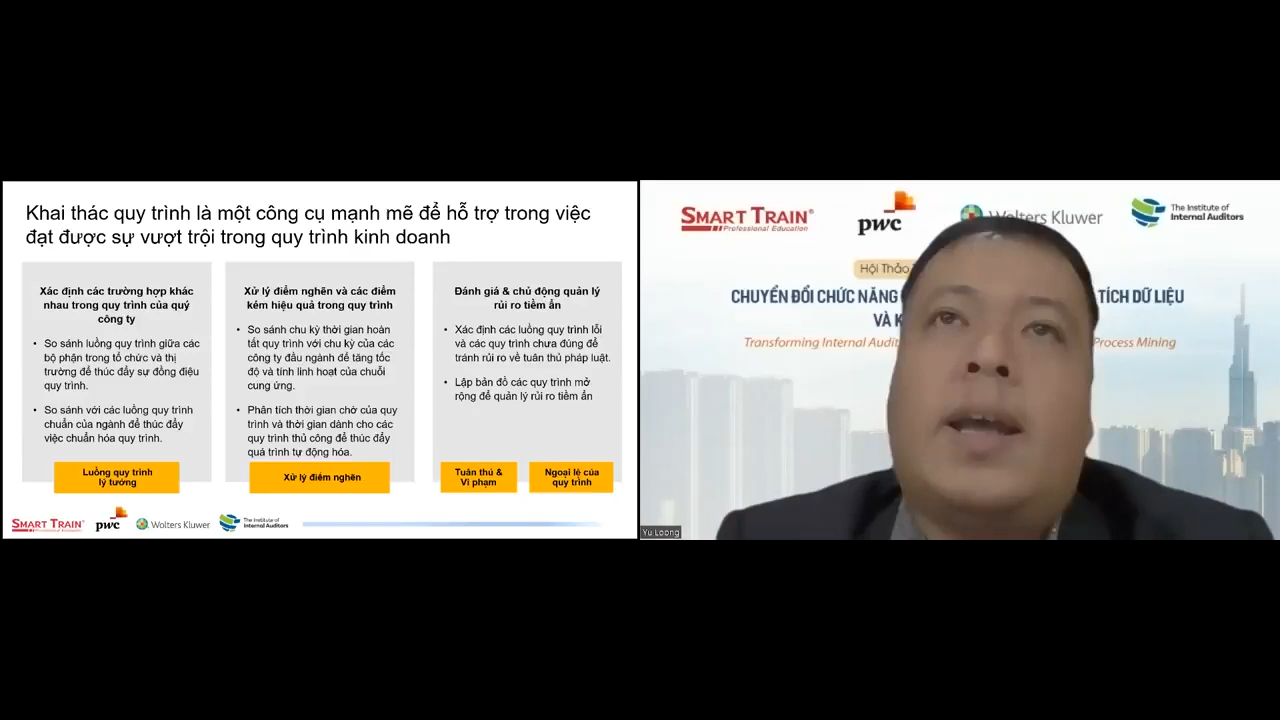 Khai thác quy trình là một công cụ mạnh mẽ để hỗ trợ trong việc
đạt được sự vượt trội trong quy trình kinh doanh
Xác định các trường hợp khác
nhau trong quy trình của quý
công ty
• So sánh luồng quy trình giữa các
bộ phận trong tổ chức và thị
trường để thúc đẩy sự đồng điệu
quy trình.
• So sánh với các luồng quy trình
chuẩn của ngành để thúc đẩy
việc chuẩn hóa quy trình.
Luồng quy trình
lý tưởng
Xử lý điểm nghẽn và các điểm
kém hiệu quả trong quy trình
• So sánh chu kỳ thời gian hoàn
tất quy trình với chu kỳ của các
công ty đầu ngành để tăng tốc
độ và tính linh hoạt của chuỗi
cung ứng.
• Phân tích thời gian chờ của quy
trình và thời gian dành cho các
quy trình thủ công để thúc đẩy
quá trình tự động hóa.
Xử lý điểm nghẽn
Đánh giá & chủ động quản lý
rủi ro tiềm ẩn
• Xác định các luồng quy trình lỗi
và các quy trình chưa đúng để
tránh rủi ro về tuân thủ pháp luật.
• Lập bản đồ các quy trình mở
rộng để quản lý rủi ro tiềm ẩn
Tuân thủ &
Vi phạm
Ngoại lệ của
quy trình
SMART TRAIN
Professional Education
pwc
Wolters Kluwer
The Institute of
Internal Auditors
SMART TRAIN®
Professional Education
pwc
Wolters Kluwer
The Institute of
Internal Auditors
Hội Thảo
CHUYỂN ĐỔI CHỨC NĂNG TÍCH DỮ LIỆU
VÀ K
Transforming Internal Audit Process Mining
Yu Loong